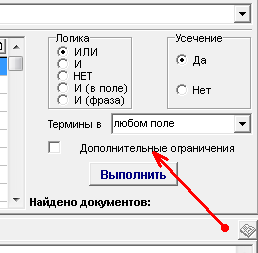 Логика
ИЛИ
И
НЕТ
И (в поле)
И (фраза)
Усечение
Да
Нет
Термины в любом поле
Дополнительные ограничения
Выполнить
Найдено документов: